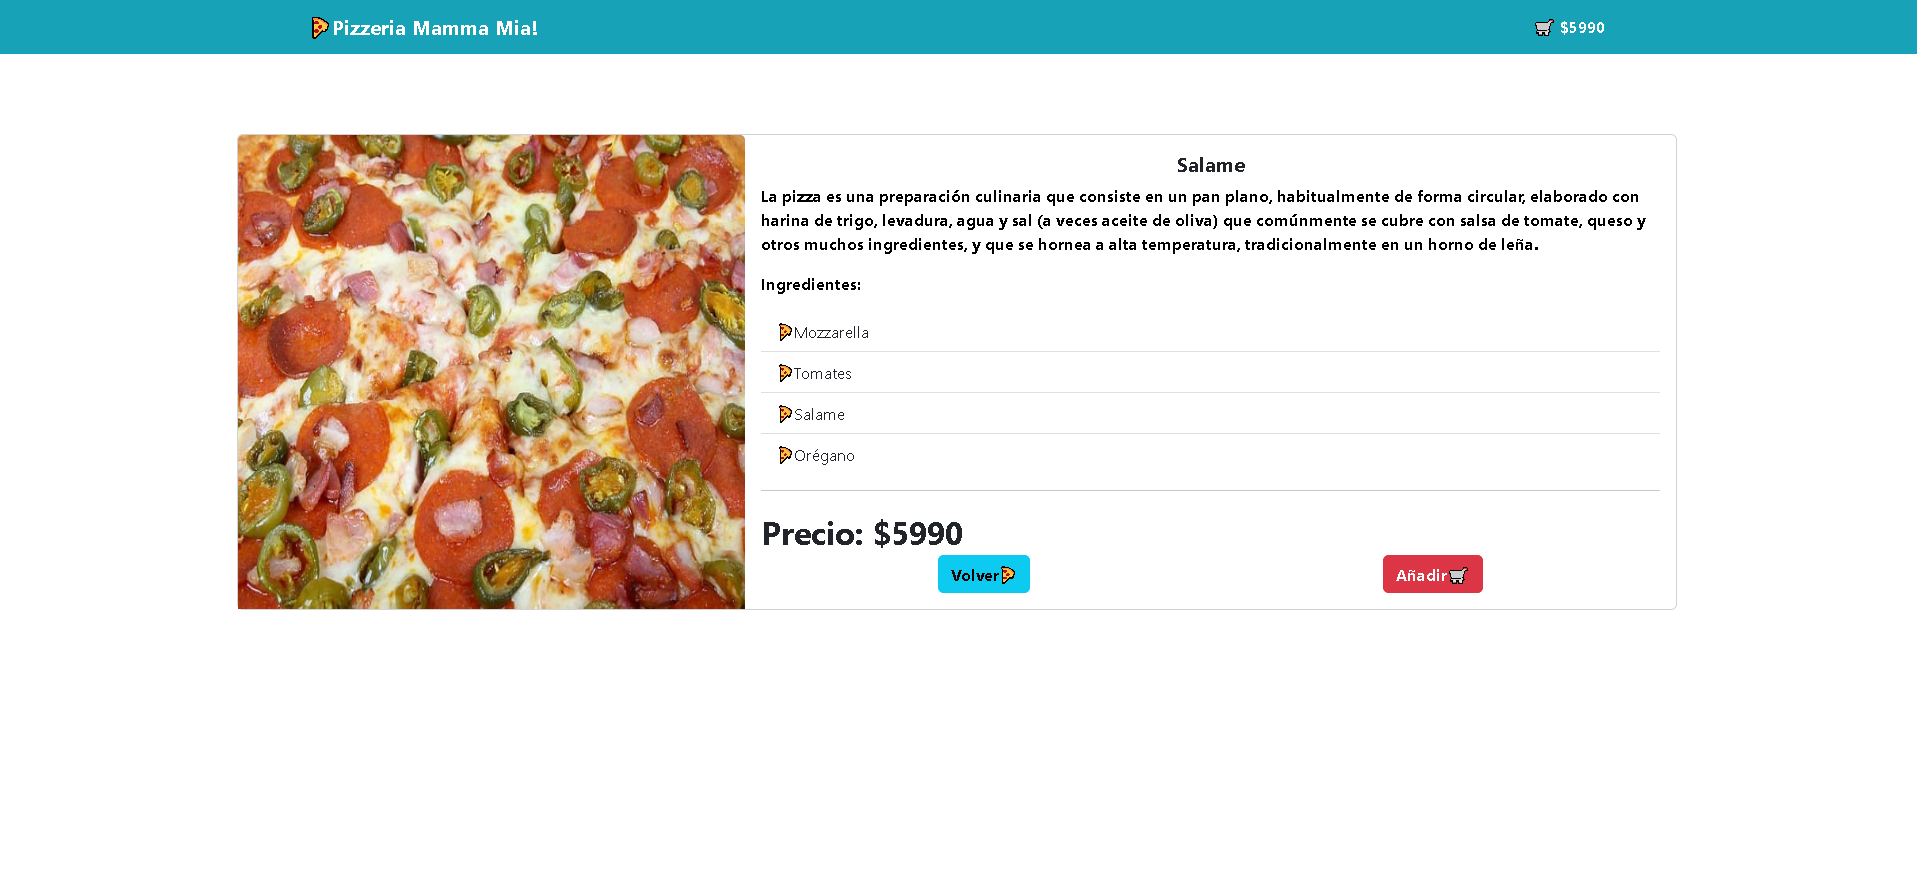 Pizzeria Mamma Mia!
$5990
Salame
La pizza es una preparación culinaria que consiste en un pan plano, habitualmente de forma circular, elaborado con
harina de trigo, levadura, agua y sal (a veces aceite de oliva) que comúnmente se cubre con salsa de tomate, queso y
otros muchos ingredientes, y que se hornea a alta temperatura, tradicionalmente en un horno de leña.
Ingredientes:
Mozzarella
Tomates
Salame
Orégano
Precio: $5990
Volver
Añadir